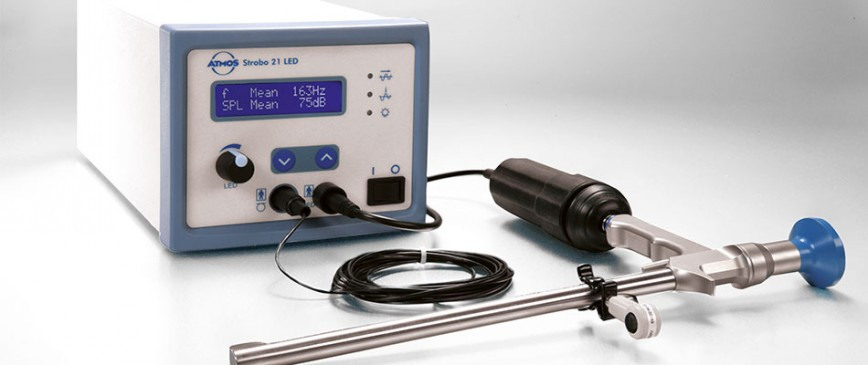 ATMOS Strobo 21 LED
f Mean 163Hz
SPL Mean 75dB
LED
I O